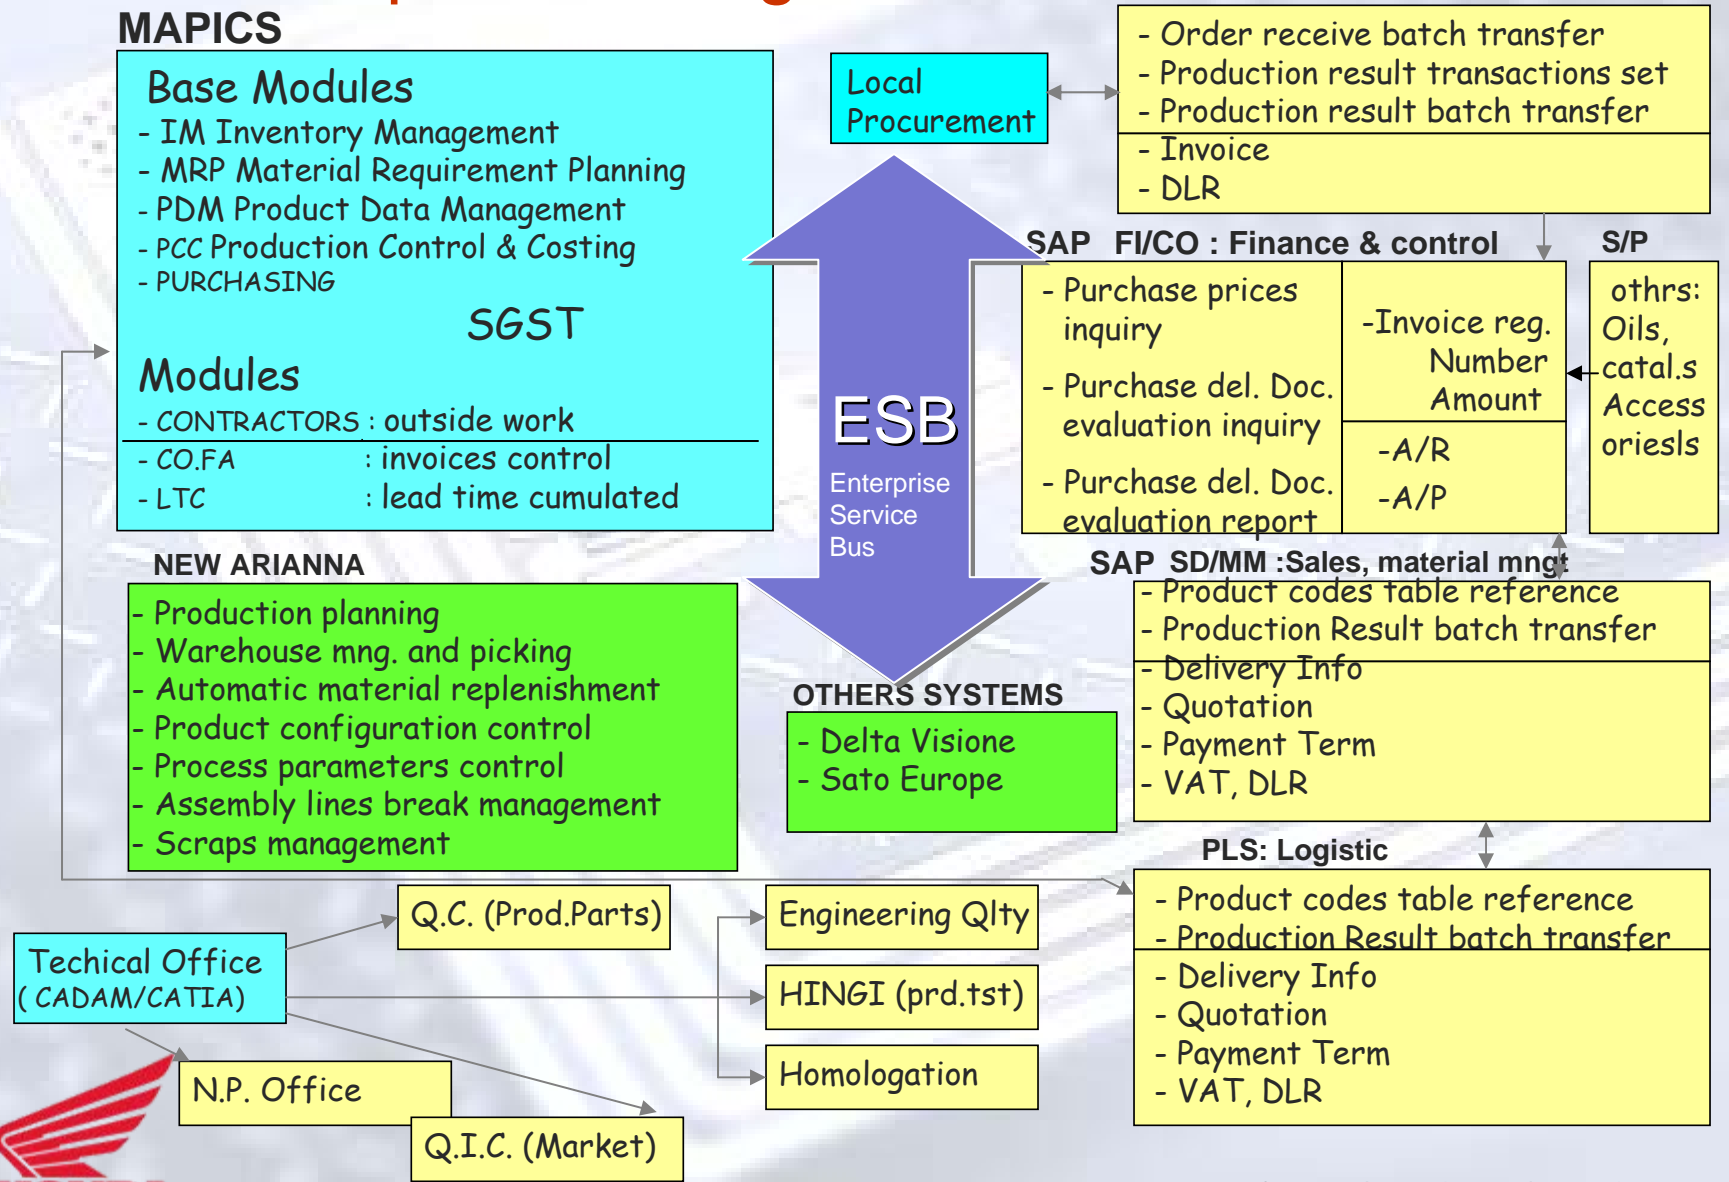 MAPICS
Base Modules
- IM Inventory Management
- MRP Material Requirement Planning
- PDM Product Data Management
- PCC Production Control & Costing
- PURCHASING
SGST
Modules
- CONTRACTORS : outside work
- CO.FA : invoices control
- LTC : lead time cumulated
NEW ARIANNA
- Production planning
- Warehouse mng. and picking
- Automatic material replenishment
- Product configuration control
- Process parameters control
- Assembly lines break management
- Scraps management
Local
Procurement
ESB
Enterprise
Service
Bus
OTHERS SYSTEMS
- Delta Visione
- Sato Europe
- Order receive batch transfer
- Production result transactions set
- Production result batch transfer
- Invoice
- DLR
SAP FI/CO : Finance & control
- Purchase prices
inquiry
- Purchase del. Doc.
evaluation inquiry
- Purchase del. Doc.
evaluation report
-Invoice reg.
Number
Amount
-A/R
-A/P
S/P
othrs:
Oils,
catal.s
Access
oriesls
SAP SD/MM :Sales, material mngt
- Product codes table reference
- Production Result batch transfer
- Delivery Info
- Quotation
- Payment Term
- VAT, DLR
PLS: Logistic
- Product codes table reference
- Production Result batch transfer
- Delivery Info
- Quotation
- Payment Term
- VAT, DLR
Techical Office
( CADAM/CATIA)
Q.C. (Prod.Parts)
N.P. Office
Q.I.C. (Market)
Engineering Qlty
HINGI (prd.tst)
Homologation